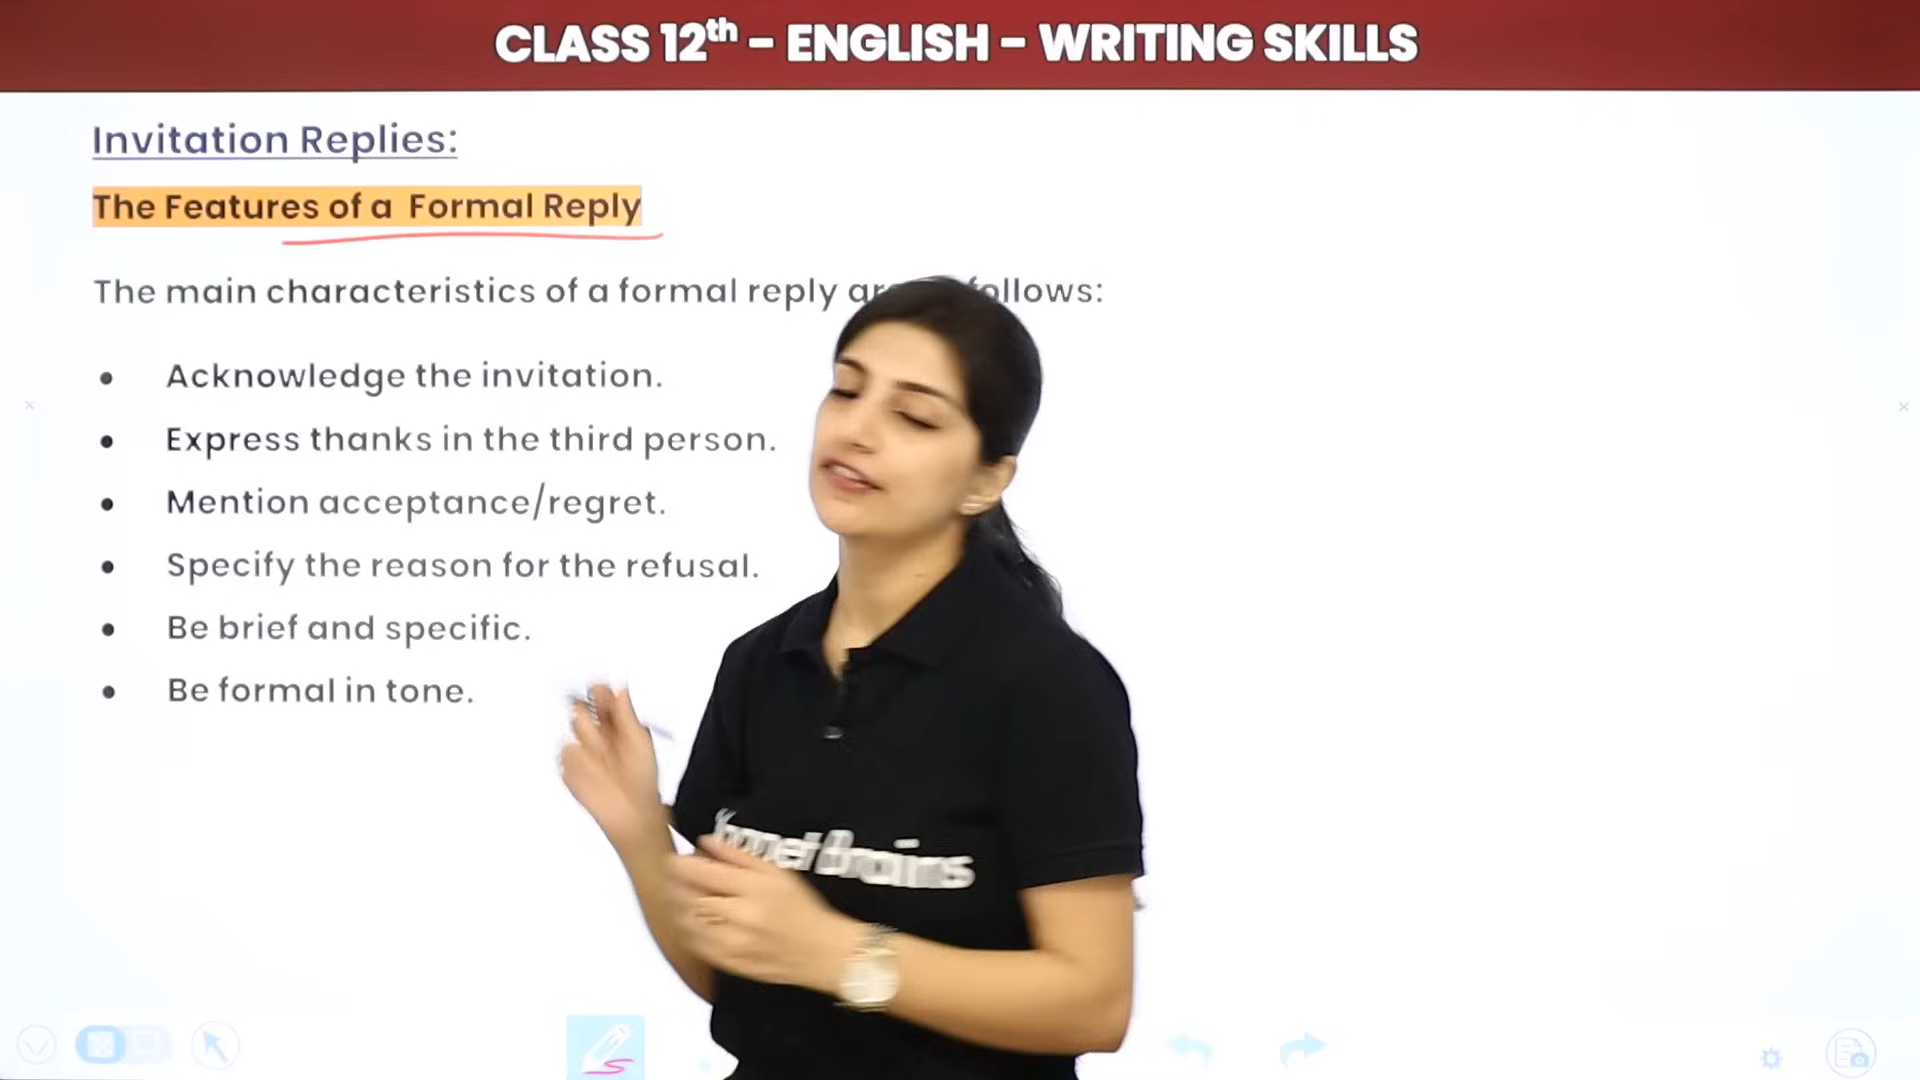 CLASS 12th - ENGLISH - WRITING SKILLS
Invitation Replies:
The Features of a Formal Reply
The main characteristics of a formal reply follows:
• Acknowledge the invitation.
• Express thanks in the third person.
• Mention acceptance/regret.
• Specify the reason for the refusal.
• Be brief and specific.
• Be formal in tone.
Brains